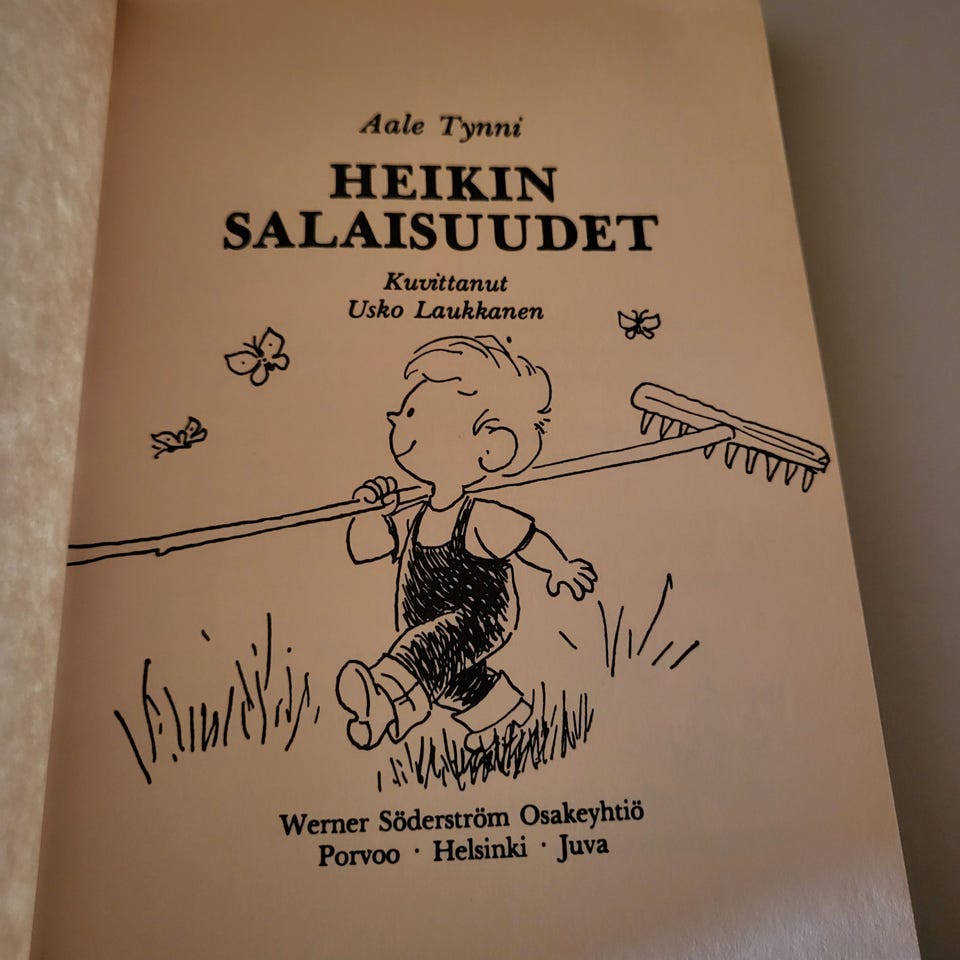 Aale Tynni
HEIKIN
SALAISUUDET
Kuvittanut
Usko Laukkanen
Werner Söderström Osakeyhtiö
Porvoo · Helsinki · Juva